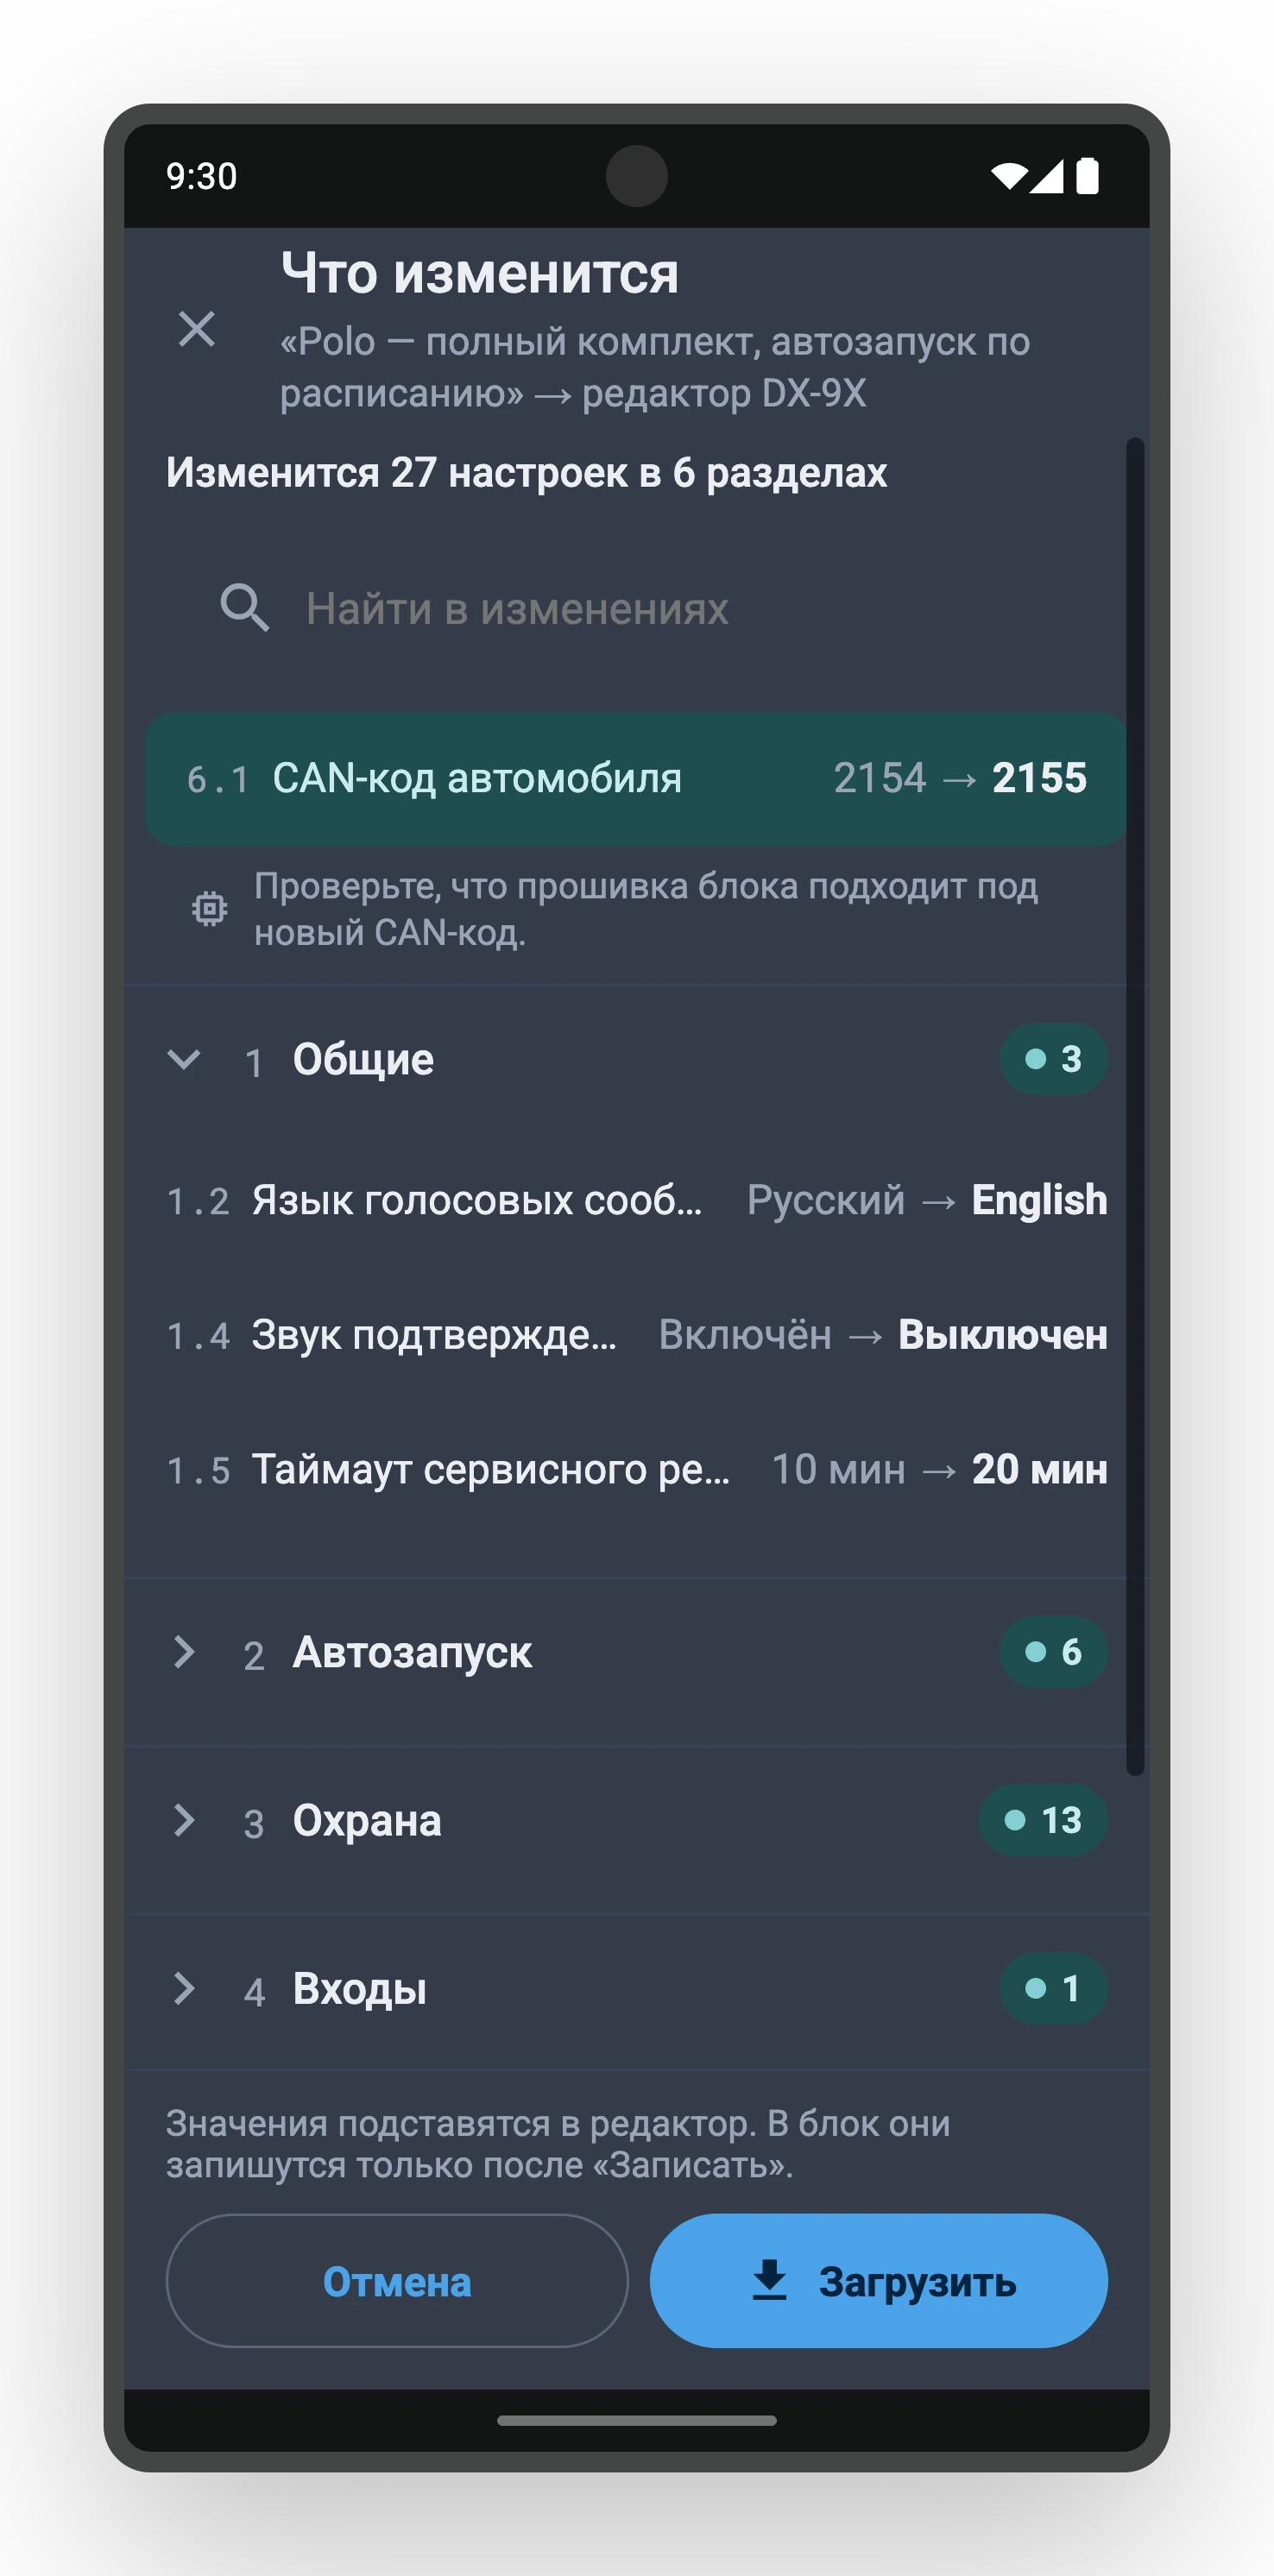 9:30
Что изменится
«Polo — полный комплект, автозапуск по
расписанию» → редактор DX-9X
Изменится 27 настроек в 6 разделах
Найти в изменениях
6.1 CAN-код автомобиля 2154 → 2155
Проверьте, что прошивка блока подходит под
новый CAN-код.
1 Общие 3
1.2 Язык голосовых сооб... Русский → English
1.4 Звук подтвержде... Включён → Выключен
1.5 Таймаут сервисного ре... 10 мин → 20 мин
2 Автозапуск 6
3 Охрана 13
4 Входы 1
Значения подставятся в редактор. В блок они
запишутся только после «Записать».
Отмена Загрузить